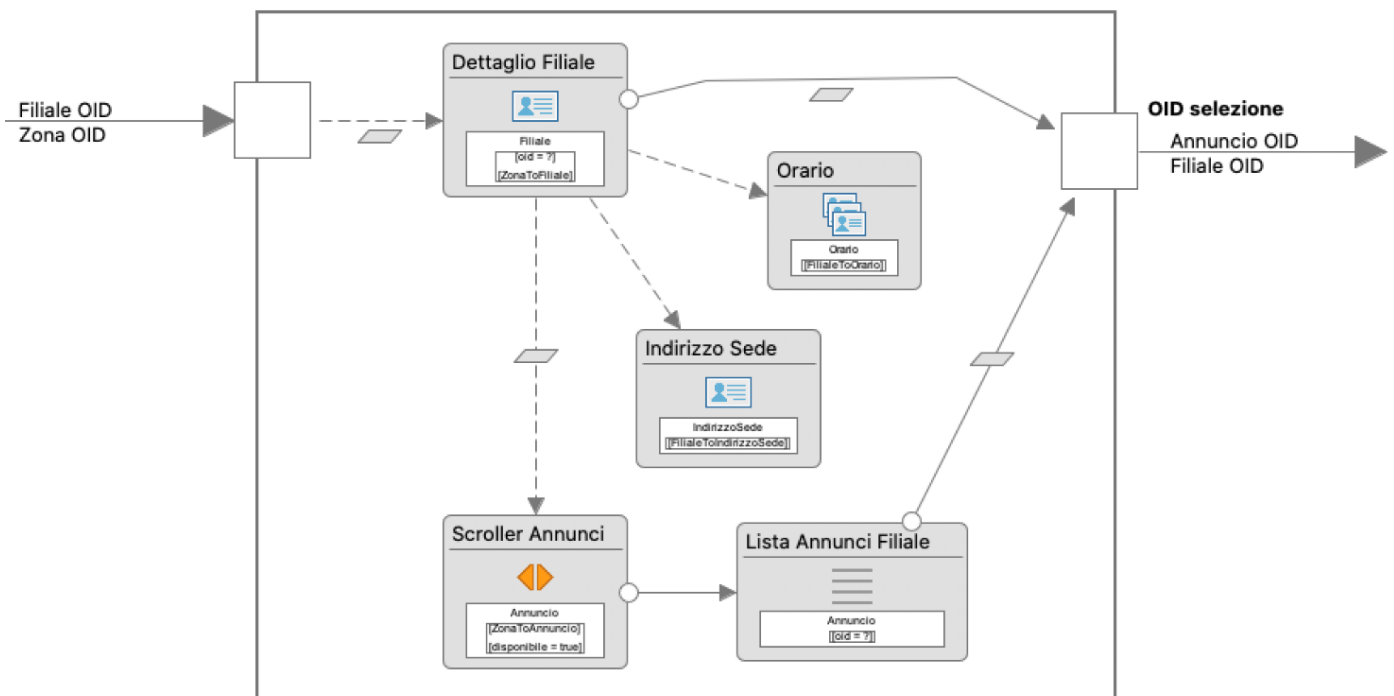 Filiale OID
Zona OID
Dettaglio Filiale
Filiale
[oid = ?]
[ZonaToFiliale]
OID selezione
Annuncio OID
Filiale OID
Orario
Orario
[FilialeToOrario]
Indirizzo Sede
IndirizzoSede
[FilialeToIndirizzoSede]
Scroller Annunci
Annuncio
[ZonaToAnnuncio]
[disponibile = true]
Lista Annunci Filiale
Annuncio
[oid = ?]